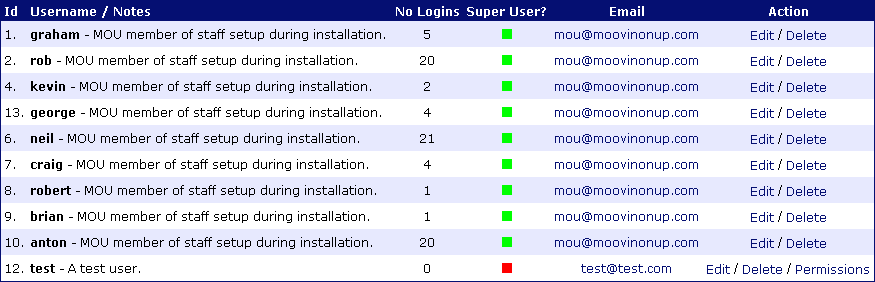 Id Username / Notes No Logins Super User? Email Action
1. graham - MOU member of staff setup during installation. 5 mou@moovinonup.com Edit / Delete
2. rob - MOU member of staff setup during installation. 20 mou@moovinonup.com Edit / Delete
4. kevin - MOU member of staff setup during installation. 2 mou@moovinonup.com Edit / Delete
13. george - MOU member of staff setup during installation. 4 mou@moovinonup.com Edit / Delete
6. neil - MOU member of staff setup during installation. 21 mou@moovinonup.com Edit / Delete
7. craig - MOU member of staff setup during installation. 4 mou@moovinonup.com Edit / Delete
8. robert - MOU member of staff setup during installation. 1 mou@moovinonup.com Edit / Delete
9. brian - MOU member of staff setup during installation. 1 mou@moovinonup.com Edit / Delete
10. anton - MOU member of staff setup during installation. 20 mou@moovinonup.com Edit / Delete
12. test - A test user. 0 test@test.com Edit / Delete / Permissions